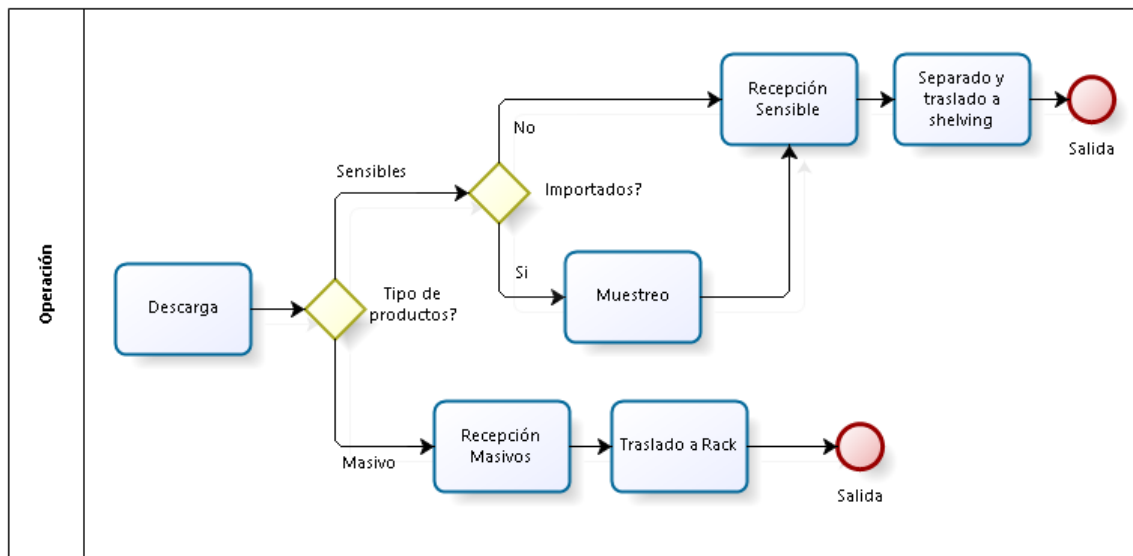 Operación
Descarga
Tipo de
productos?
Sensibles
Importados?
No
Si
Muestreo
Recepción
Sensible
Separado y
traslado a
shelving
Salida
Masivo
Recepción
Masivos
Traslado a Rack
Salida